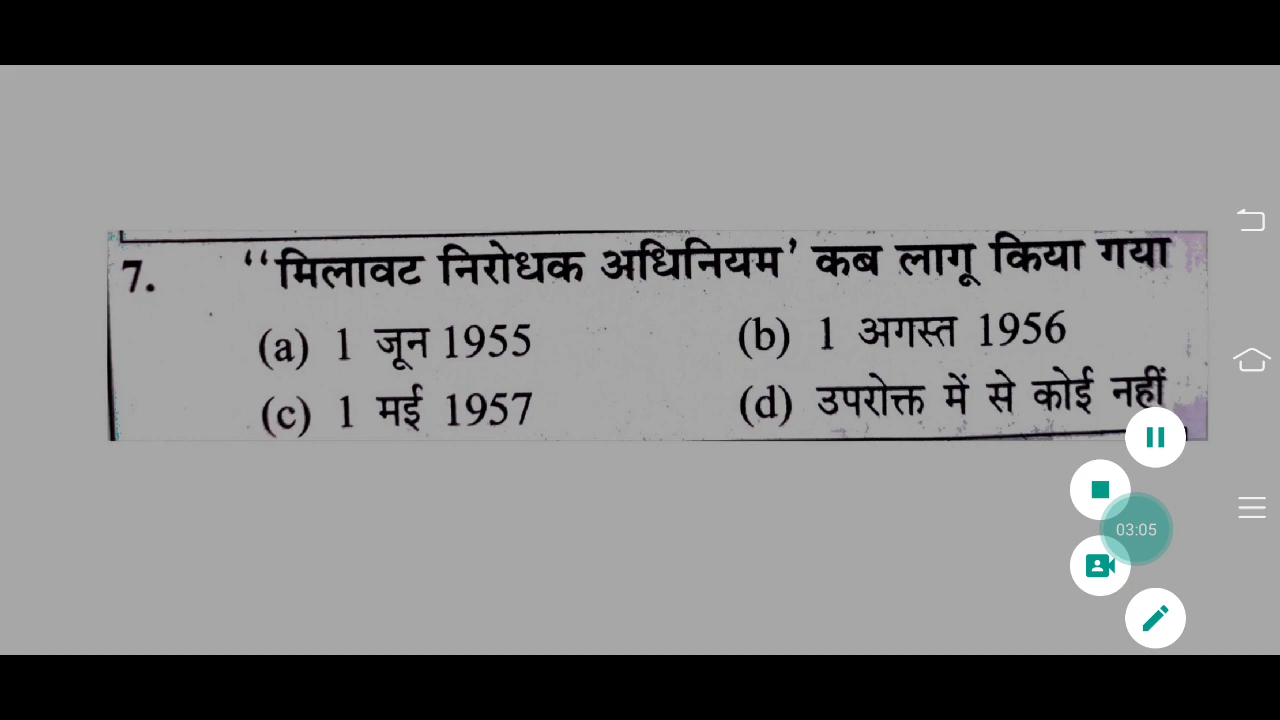 7. ‘‘मिलावट निरोधक अधिनियम’ कब लागू किया गया
(a) 1 जून 1955 (b) 1 अगस्त 1956
(c) 1 मई 1957 (d) उपरोक्त में से कोई नहीं
03:05